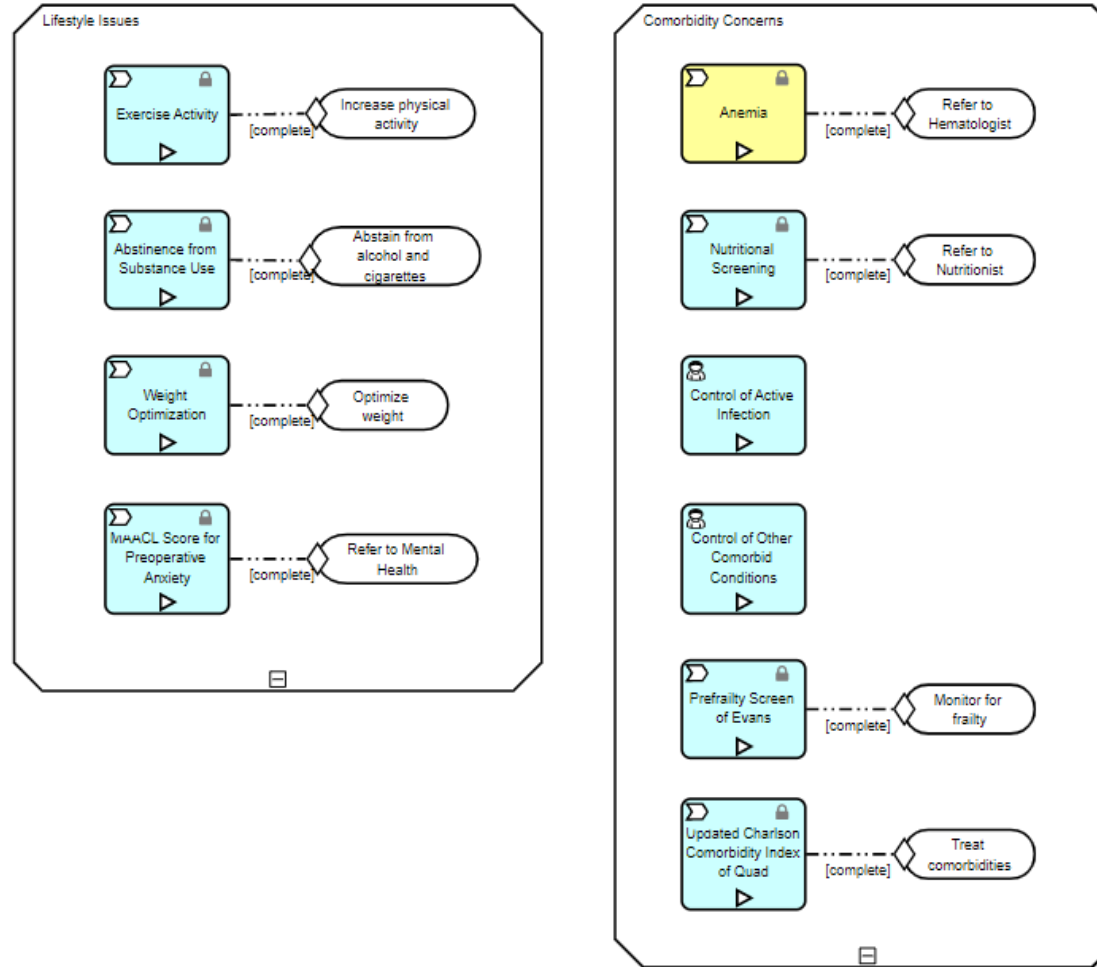 Lifestyle Issues
Exercise Activity
[complete]
Increase physical
activity
Abstinence from
Substance Use
[complete]
Abstain from
alcohol and
cigarettes
Weight
Optimization
[complete]
Optimize
weight
MAACL Score for
Preoperative
Anxiety
[complete]
Refer to Mental
Health
Comorbidity Concerns
Anemia
[complete]
Refer to
Hematologist
Nutritional
Screening
[complete]
Refer to
Nutritionist
Control of Active
Infection
Control of Other
Comorbid
Conditions
Prefrailty Screen
of Evans
[complete]
Monitor for
frailty
Updated Charlson
Comorbidity Index
of Quad
[complete]
Treat
comorbidities